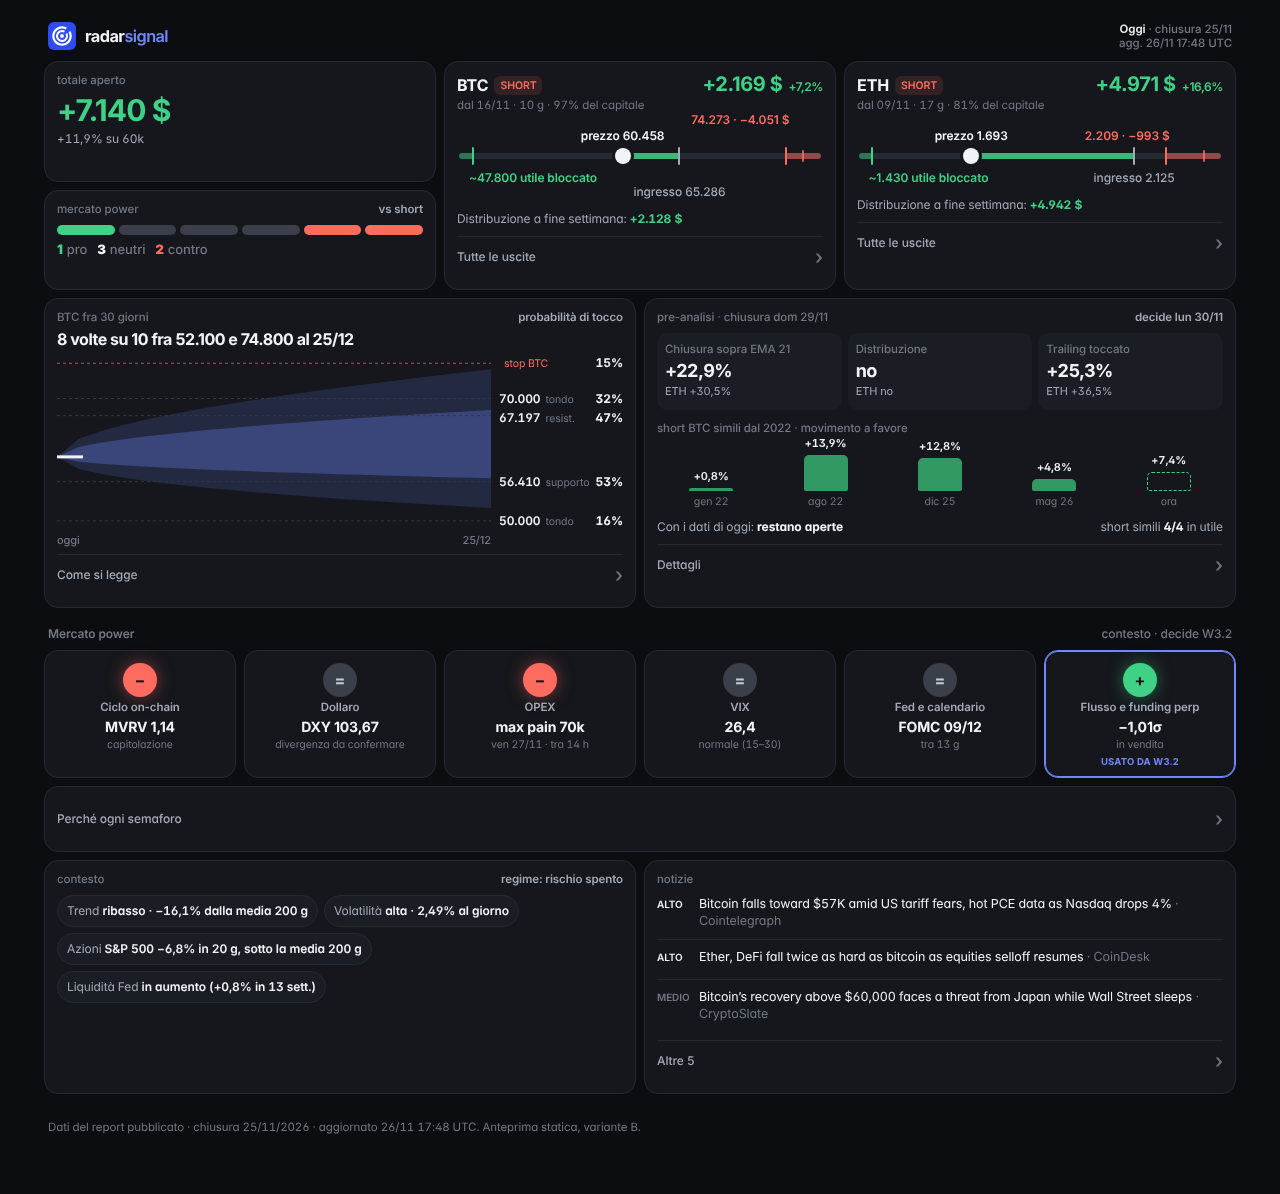 radarsignal
Oggi · chiusura 25/11
agg. 26/11 17:48 UTC
totale aperto
+7.140 $
+11,9% su 60k
mercato power
vs short
1 pro 3 neutri 2 contro
BTC SHORT
+2.169 $ +7,2%
dal 16/11 · 10 g · 97% del capitale
74.273 · −4.051 $
prezzo 60.458
~47.800 utile bloccato
ingresso 65.286
Distribuzione a fine settimana: +2.128 $
Tutte le uscite
ETH SHORT
+4.971 $ +16,6%
dal 09/11 · 17 g · 81% del capitale
prezzo 1.693
2.209 · −993 $
~1.430 utile bloccato
ingresso 2.125
Distribuzione a fine settimana: +4.942 $
Tutte le uscite
BTC fra 30 giorni
probabilità di tocco
8 volte su 10 fra 52.100 e 74.800 al 25/12
stop BTC 15%
70.000 tondo 32%
67.197 resist. 47%
56.410 supporto 53%
50.000 tondo 16%
oggi
25/12
Come si legge
pre-analisi · chiusura dom 29/11
decide lun 30/11
Chiusura sopra EMA 21
+22,9%
ETH +30,5%
Distribuzione
no
ETH no
Trailing toccato
+25,3%
ETH +36,5%
short BTC simili dal 2022 · movimento a favore
+0,8%
+13,9%
+12,8%
+4,8%
+7,4%
gen 22
ago 22
dic 25
mag 26
ora
Con i dati di oggi: restano aperte
short simili 4/4 in utile
Dettagli
Mercato power
contesto · decide W3.2
−
Ciclo on-chain
MVRV 1,14
capitolazione
=
Dollaro
DXY 103,67
divergenza da confermare
−
OPEX
max pain 70k
ven 27/11 · tra 14 h
=
VIX
26,4
normale (15–30)
=
Fed e calendario
FOMC 09/12
tra 13 g
+
Flusso e funding perp
−1,01σ
in vendita
USATO DA W3.2
Perché ogni semaforo
contesto
regime: rischio spento
Trend ribasso · −16,1% dalla media 200 g
Volatilità alta · 2,49% al giorno
Azioni S&P 500 −6,8% in 20 g, sotto la media 200 g
Liquidità Fed in aumento (+0,8% in 13 sett.)
notizie
ALTO Bitcoin falls toward $57K amid US tariff fears, hot PCE data as Nasdaq drops 4% ·
Cointelegraph
ALTO Ether, DeFi fall twice as hard as bitcoin as equities selloff resumes · CoinDesk
MEDIO Bitcoin’s recovery above $60,000 faces a threat from Japan while Wall Street sleeps ·
CryptoSlate
Altre 5
Dati del report pubblicato · chiusura 25/11/2026 · aggiornato 26/11 17:48 UTC. Anteprima statica, variante B.